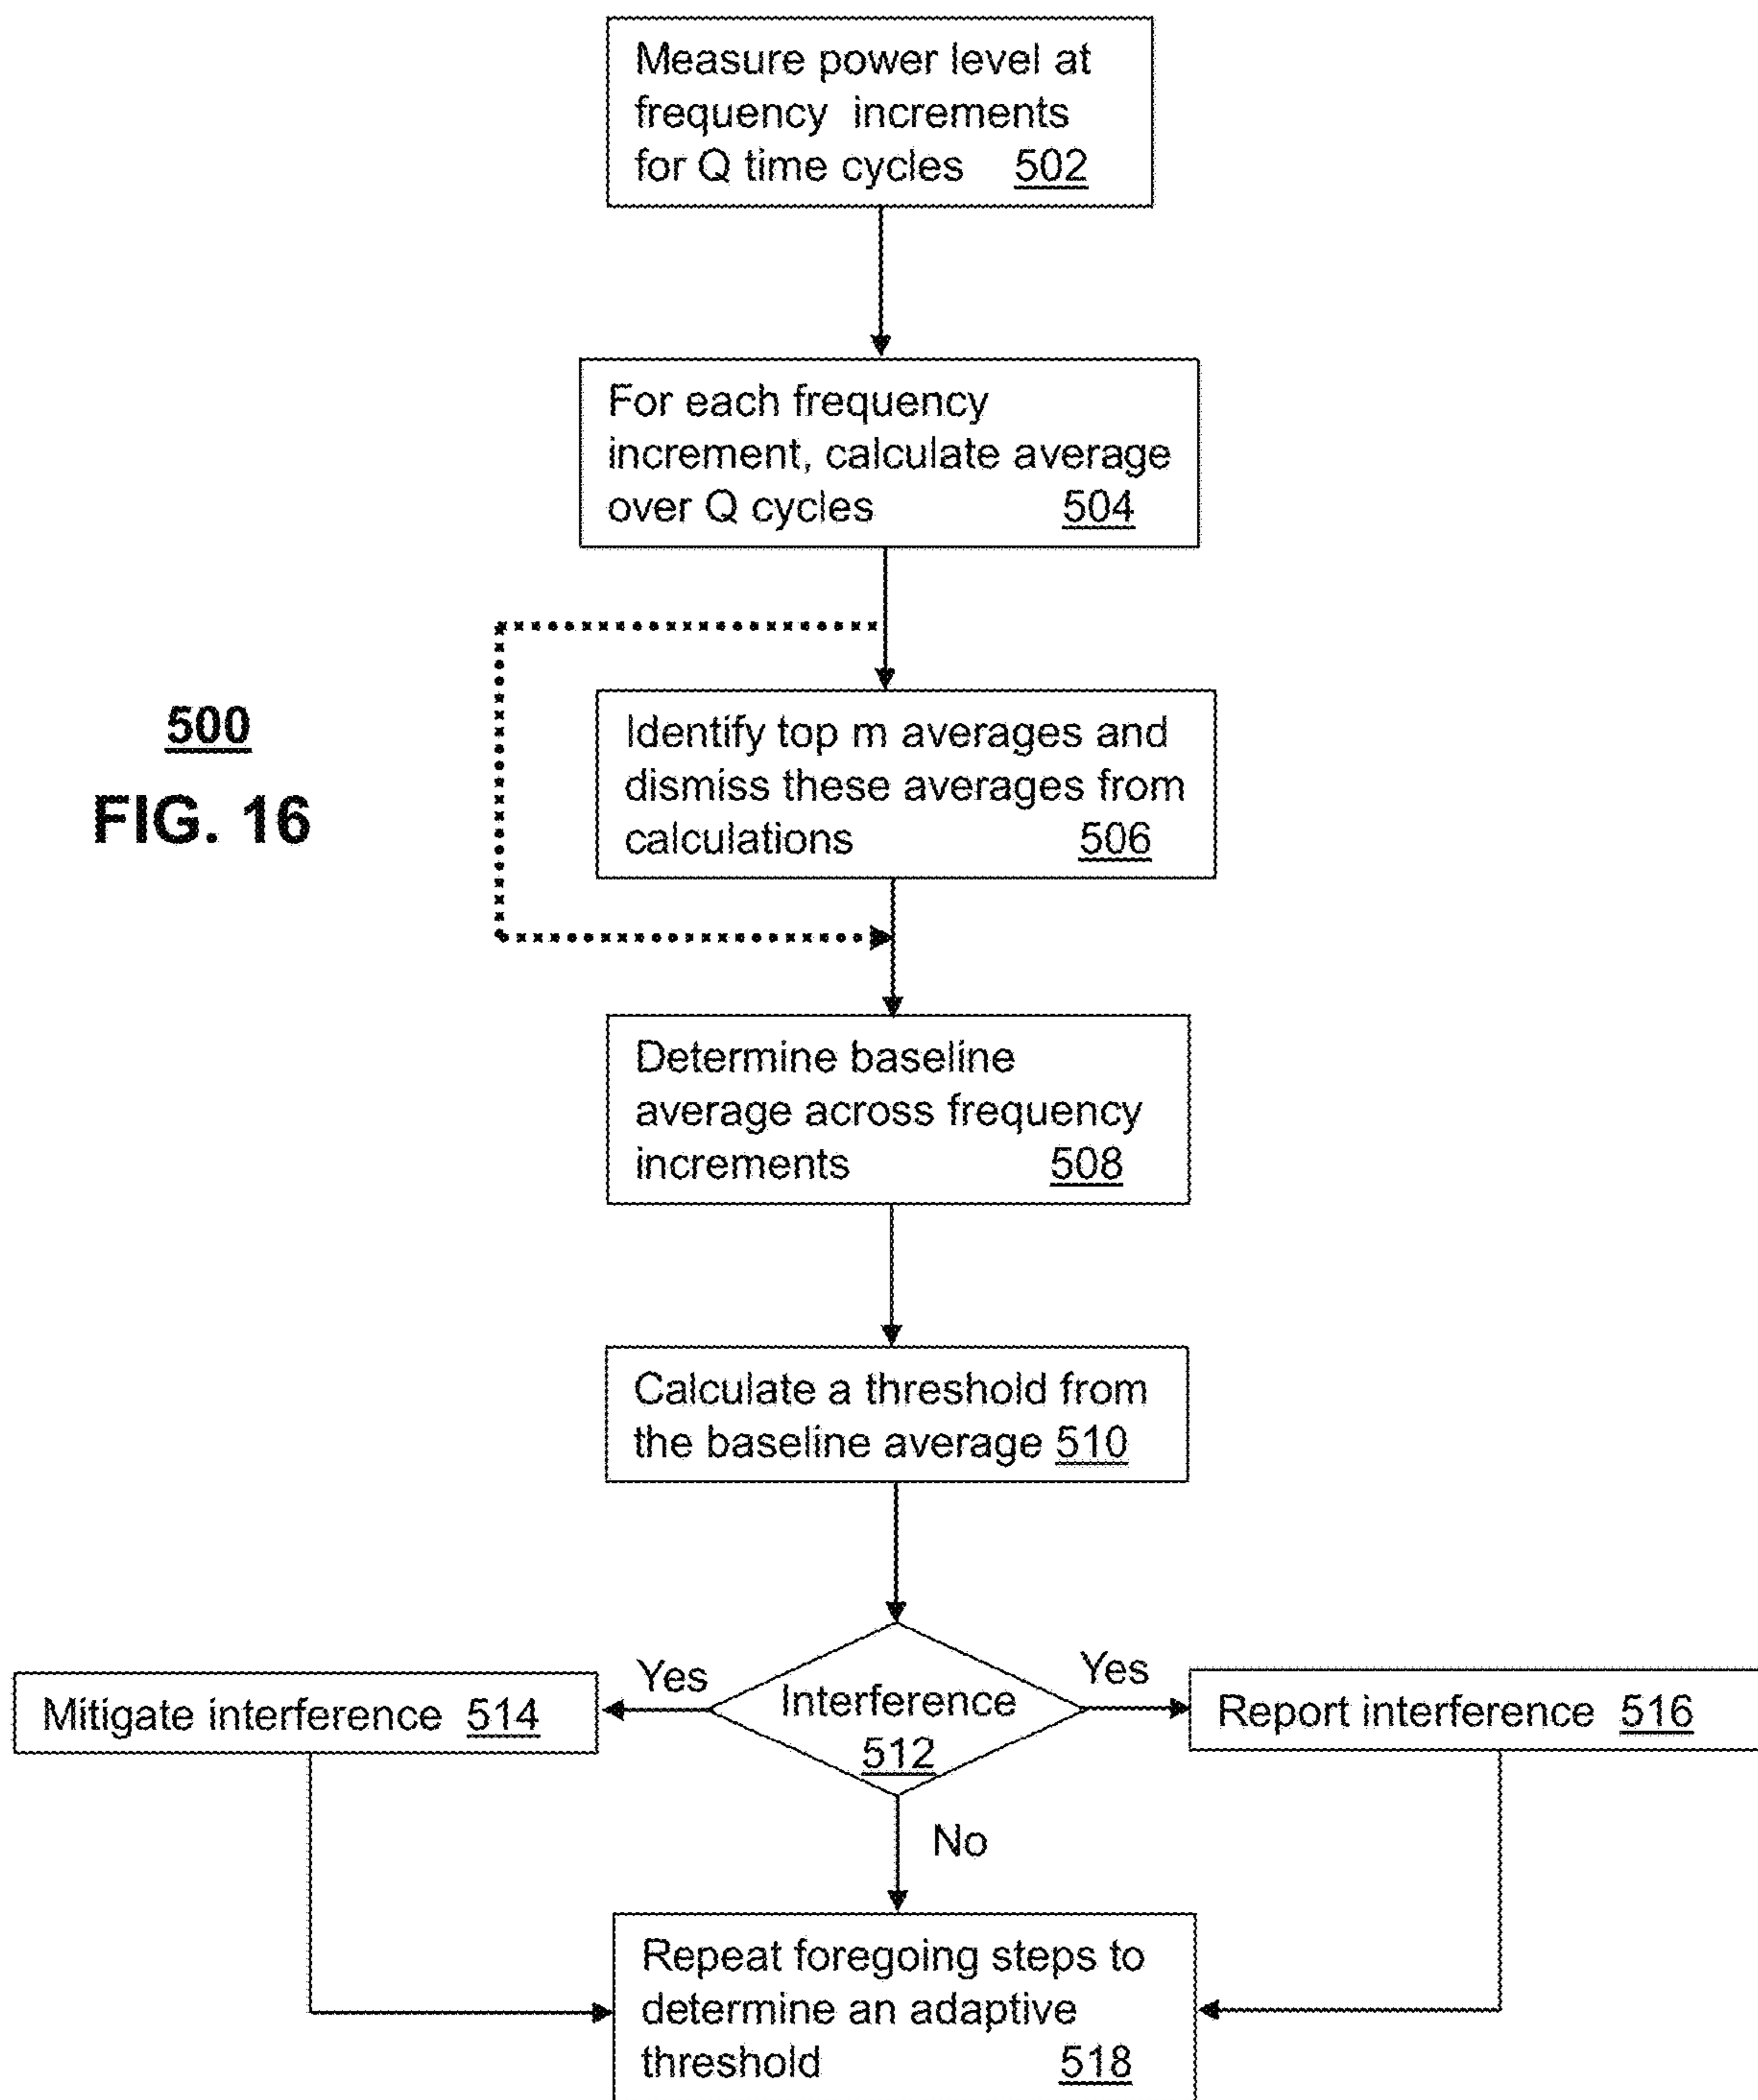 Measure power level at
frequency increments
for Q time cycles 502
For each frequency
increment, calculate average
over Q cycles 504
500
FIG. 16
Identify top m averages and
dismiss these averages from
calculations 506
Determine baseline
average across frequency
increments 508
Calculate a threshold from
the baseline average 510
Yes
Yes
Mitigate interference 514
Interference
512
Report interference 516
No
Repeat foregoing steps to
determine an adaptive
threshold 518